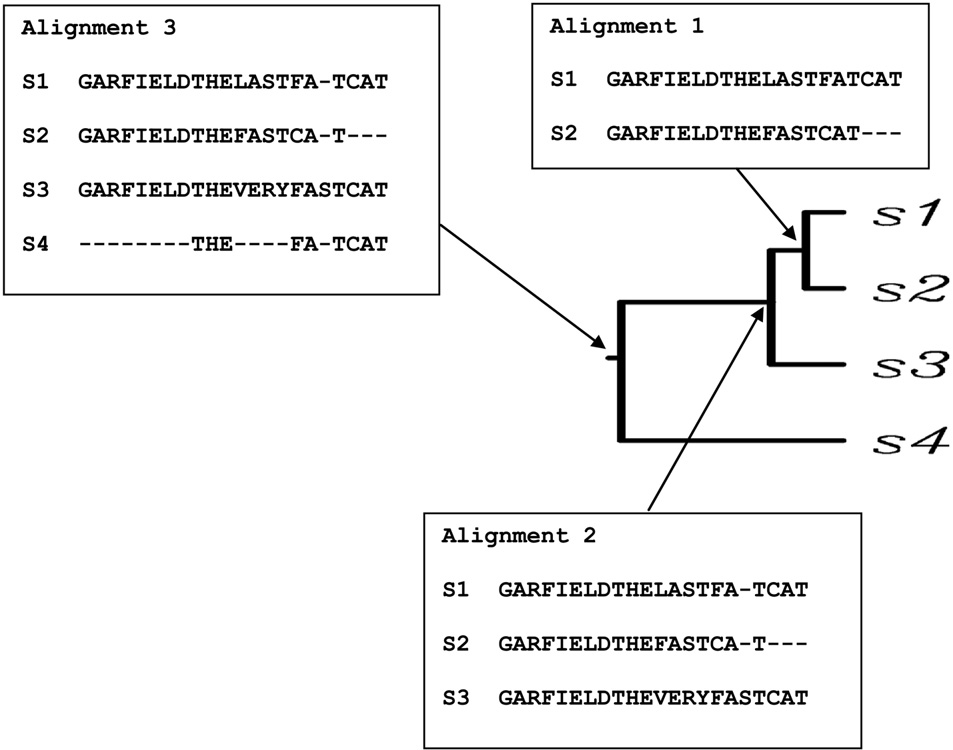 Alignment 3
S1 GARFIELDTHELASTFA-TCAT
S2 GARFIELDTHEFASTCA-T---
S3 GARFIELDTHEVERYFASTCAT
S4 --------THE----FA-TCAT
Alignment 1
S1 GARFIELDTHELASTFATCAT
S2 GARFIELDTHEFASTCAT---
s1
s2
s3
s4
Alignment 2
S1 GARFIELDTHELASTFA-TCAT
S2 GARFIELDTHEFASTCA-T---
S3 GARFIELDTHEVERYFASTCAT